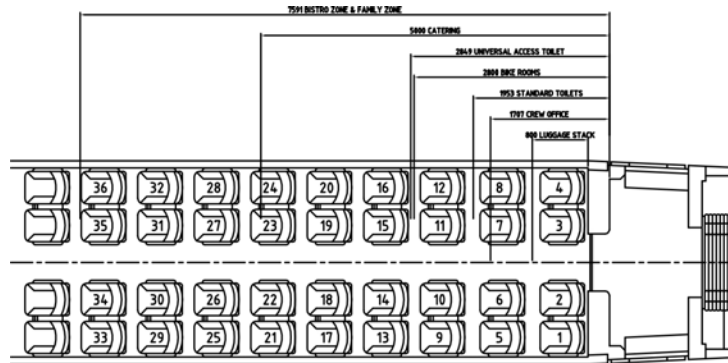 7591 BISTRO ZONE & FAMILY ZONE
5000 CATERING
2849 UNIVERSAL ACCESS TOILET
2800 BIKE ROOMS
1953 STANDARD TOILETS
1707 CREW OFFICE
800 LUGGAGE STACK
36 32 28 24 20 16 12 8 4
35 31 27 23 19 15 11 7 3
34 30 26 22 18 14 10 6 2
33 29 25 21 17 13 9 5 1